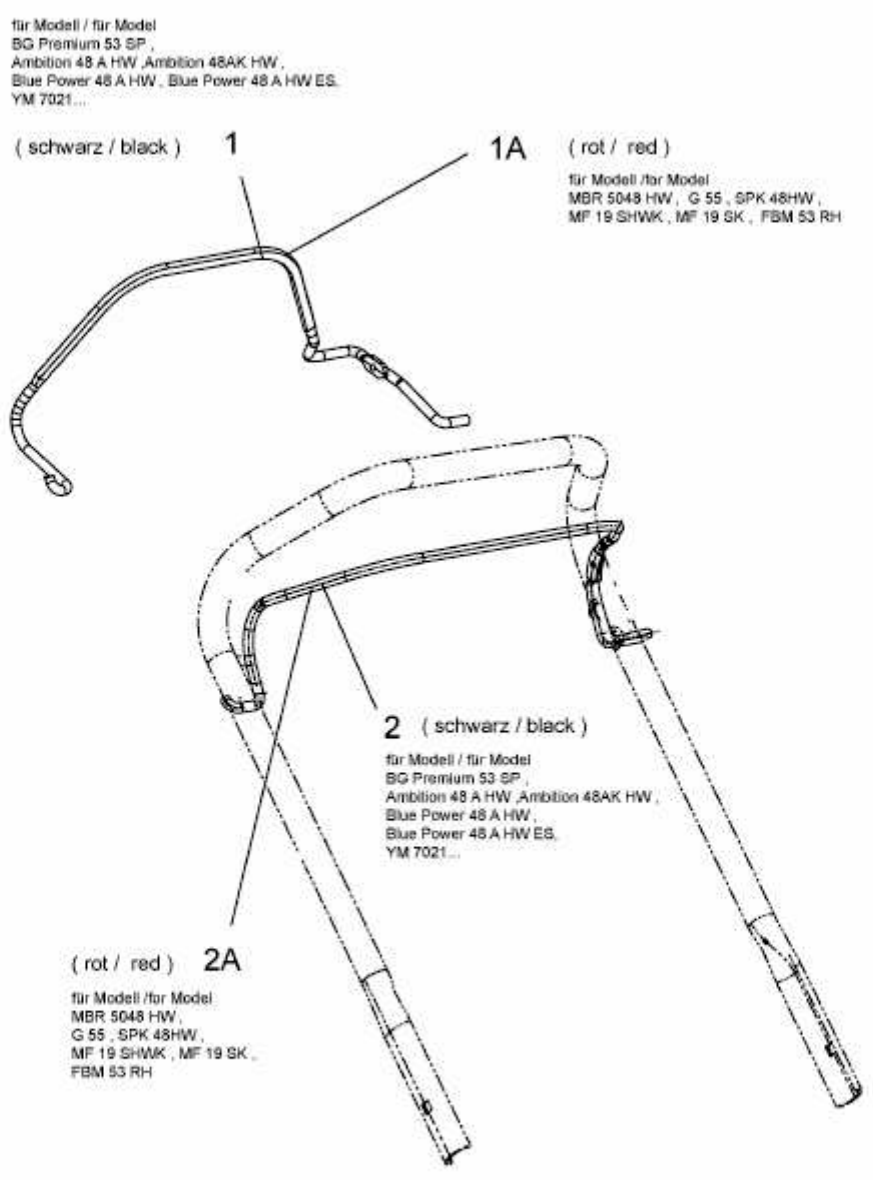 für Modell / für Model
BG Premium 53 SP ,
Ambition 48 A HW ,Ambition 48AK HW ,
Blue Power 48 A HW , Blue Power 48 A HW ES,
YM 7021...
( schwarz / black ) 1
1A ( rot / red )
für Modell /for Model
MBR 5048 HW , G 55 , SPK 48HW ,
MF 19 SHWK , MF 19 SK , FBM 53 RH
2 ( schwarz / black )
für Modell / für Model
BG Premium 53 SP ,
Ambition 48 A HW ,Ambition 48AK HW ,
Blue Power 48 A HW ,
Blue Power 48 A HW ES,
YM 7021...
( rot / red ) 2A
für Modell /for Model
MBR 5048 HW ,
G 55 , SPK 48HW ,
MF 19 SHWK , MF 19 SK ,
FBM 53 RH